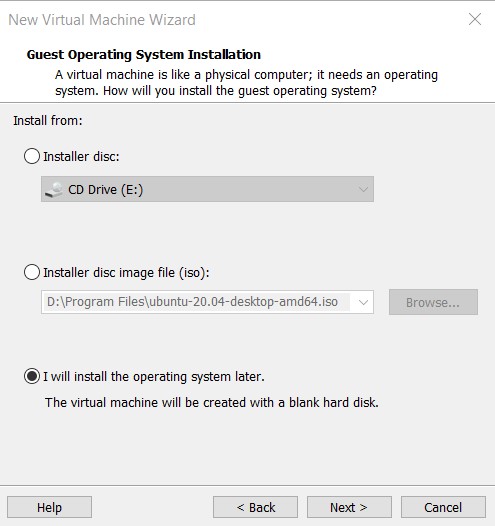 New Virtual Machine Wizard
Guest Operating System Installation
A virtual machine is like a physical computer; it needs an operating
system. How will you install the guest operating system?
Install from:
Installer disc:
CD Drive (E:)
Installer disc image file (iso):
D:\Program Files\ubuntu-20.04-desktop-amd64.iso
Browse...
I will install the operating system later.
The virtual machine will be created with a blank hard disk.
Help
< Back
Next >
Cancel